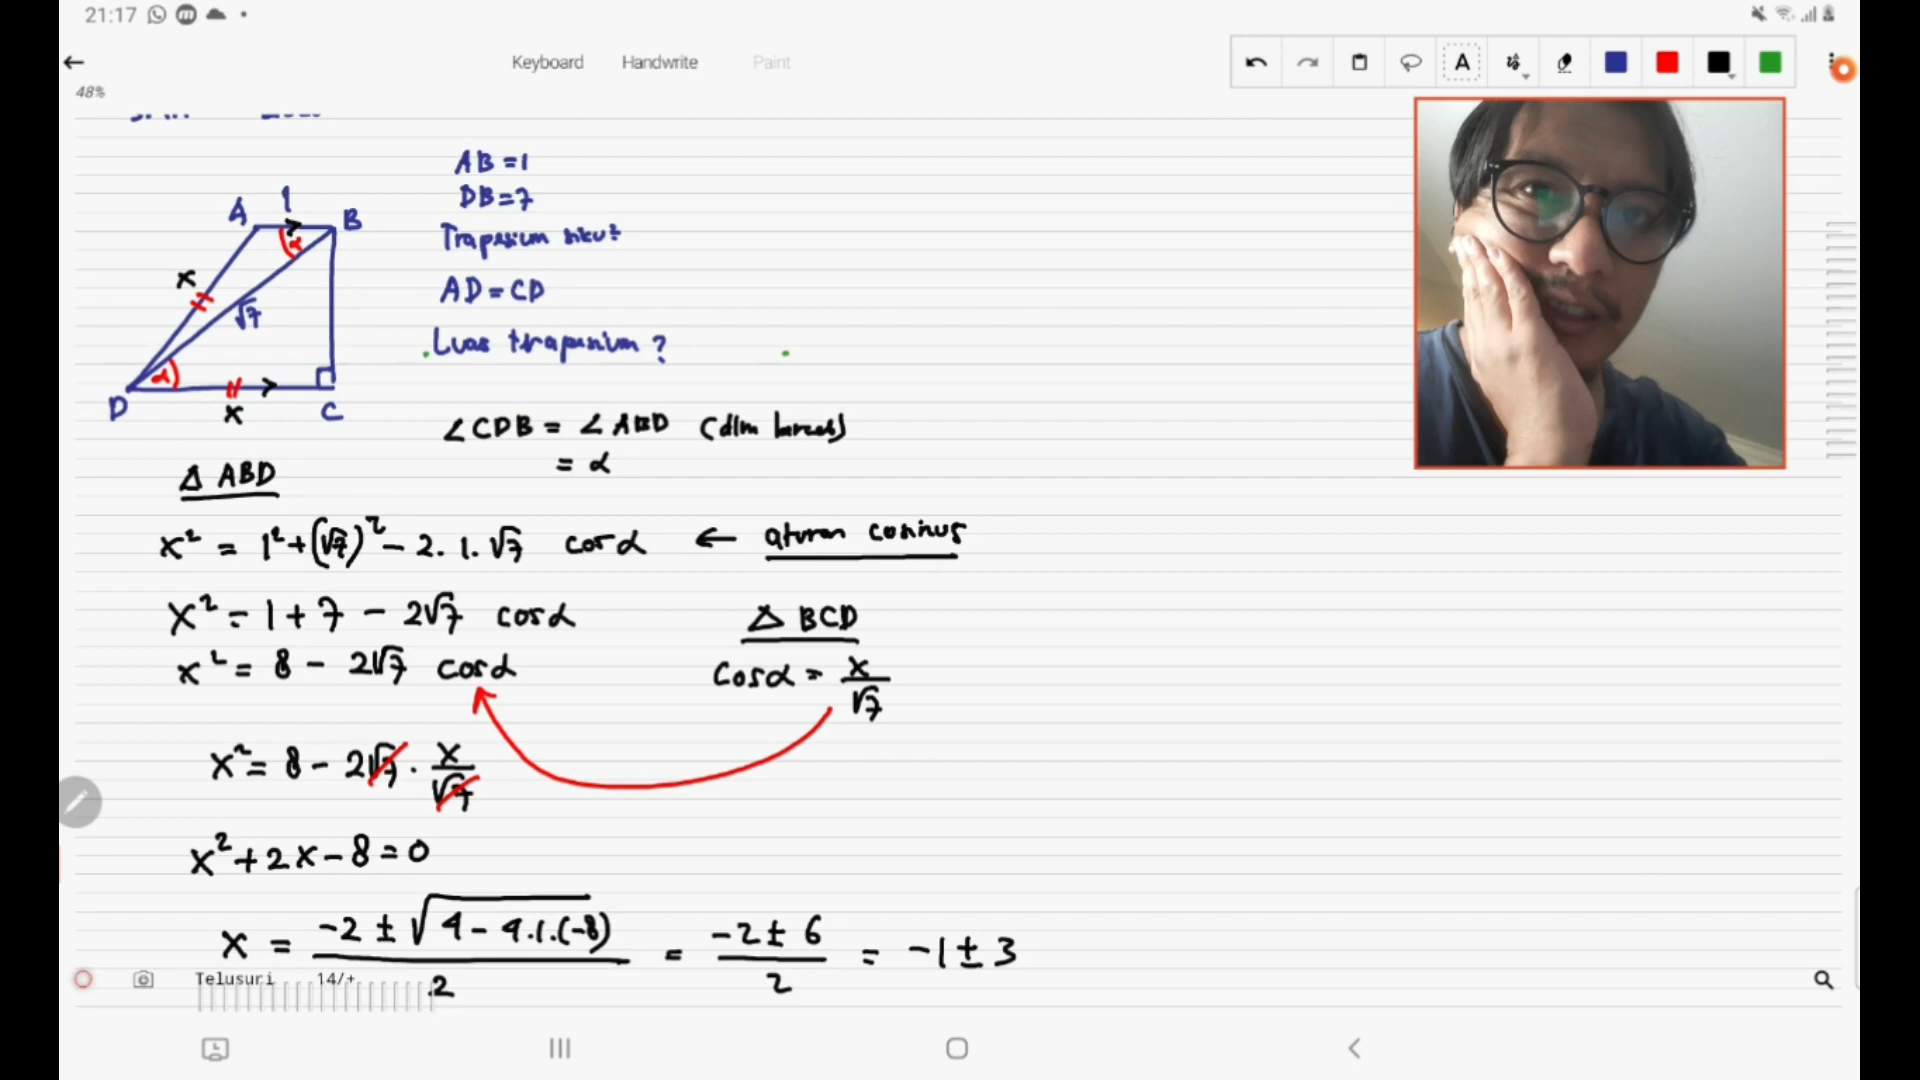 21:17
Keyboard Handwrite Paint
48%
AB = 1
DB = 7
Trapesium siku²
AD = CD
Luas trapesium ?
A 1 B
α
x
√7
α
D x C
∠CDB = ∠ABD (dlm
= α
Δ ABD
x² = 1² + (√7)² - 2. 1. √7 cos α ← aturan cosinus
x² = 1 + 7 - 2√7 cos α
Δ BCD
x² = 8 - 2√7 cos α
Cos α = x/√7
x² = 8 - 2√7 . x/√7
x² + 2x - 8 = 0
x = (-2 ± √4 - 4.1.(-8))/2 = (-2 ± 6)/2 = -1 ± 3
Telusuri 14/+